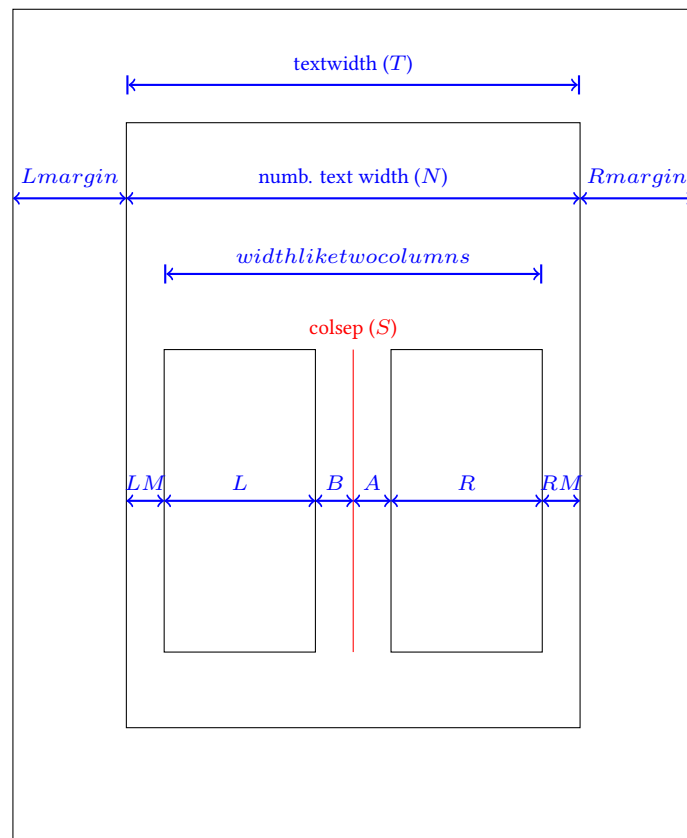 textwidth (T)
Lmargin numb. text width (N) Rmargin
widthliketwocolumns
colsep (S)
LM L B A R RM